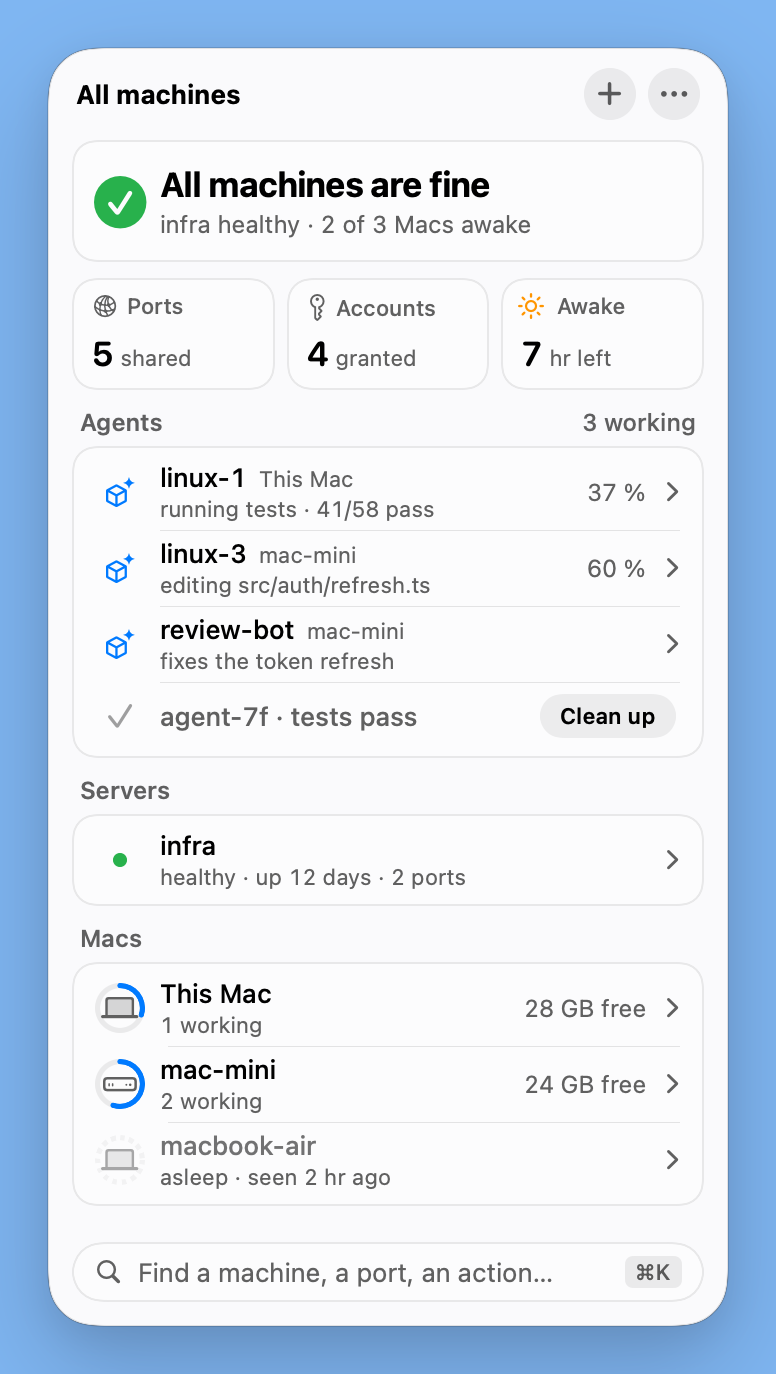 All machines
All machines are fine
infra healthy · 2 of 3 Macs awake
Ports
5 shared
Accounts
4 granted
Awake
7 hr left
Agents
3 working
linux-1 This Mac
running tests · 41/58 pass
37 %
linux-3 mac-mini
editing src/auth/refresh.ts
60 %
review-bot mac-mini
fixes the token refresh
agent-7f · tests pass
Clean up
Servers
infra
healthy · up 12 days · 2 ports
Macs
This Mac
1 working
28 GB free
mac-mini
2 working
24 GB free
macbook-air
asleep · seen 2 hr ago
Find a machine, a port, an action...
⌘K